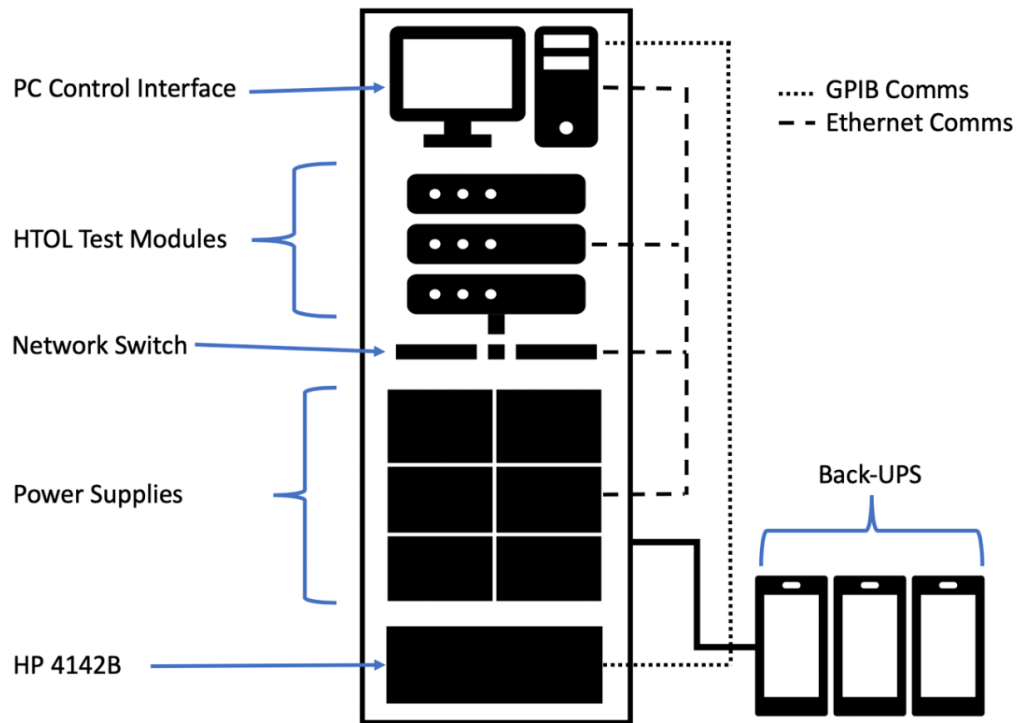 PC Control Interface
GPIB Comms
Ethernet Comms
HTOL Test Modules
Network Switch
Power Supplies
Back-UPS
HP 4142B